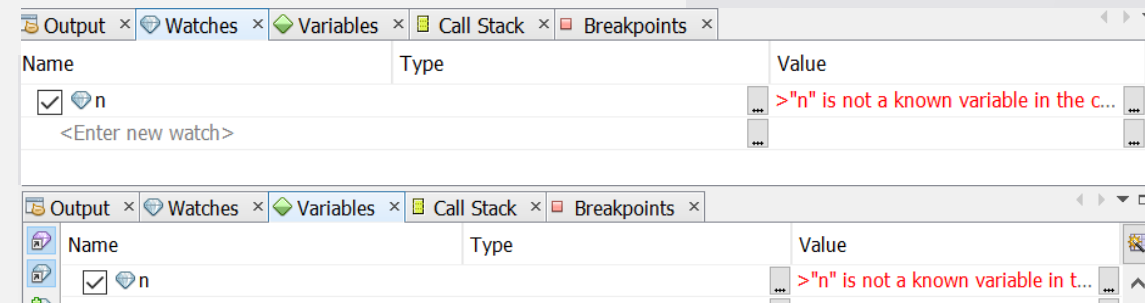 Output × Watches × Variables × Call Stack × Breakpoints ×
Name Type Value
n ... >"n" is not a known variable in the c... ...
<Enter new watch> ... ...
Output × Watches × Variables × Call Stack × Breakpoints ×
Name Type Value
n ... >"n" is not a known variable in t... ...